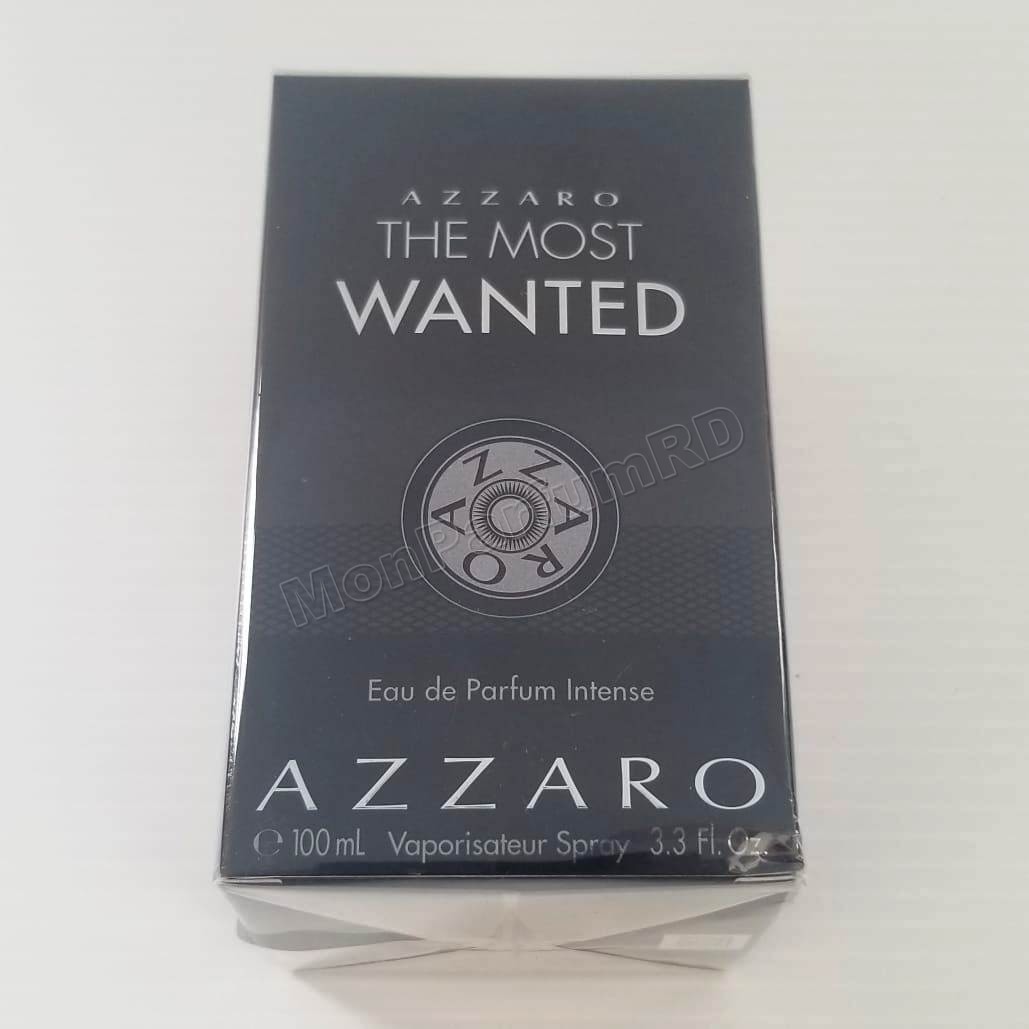 AZZARO
THE MOST
WANTED
AZZARO
MonParfumRD
Eau de Parfum Intense
AZZARO
℮ 100 mL Vaporisateur Spray 3.3 Fl. Oz.